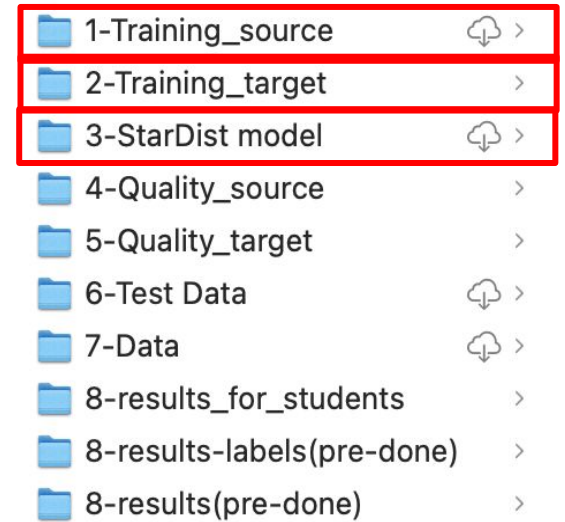 1-Training_source
2-Training_target
3-StarDist model
4-Quality_source
5-Quality_target
6-Test Data
7-Data
8-results_for_students
8-results-labels(pre-done)
8-results(pre-done)